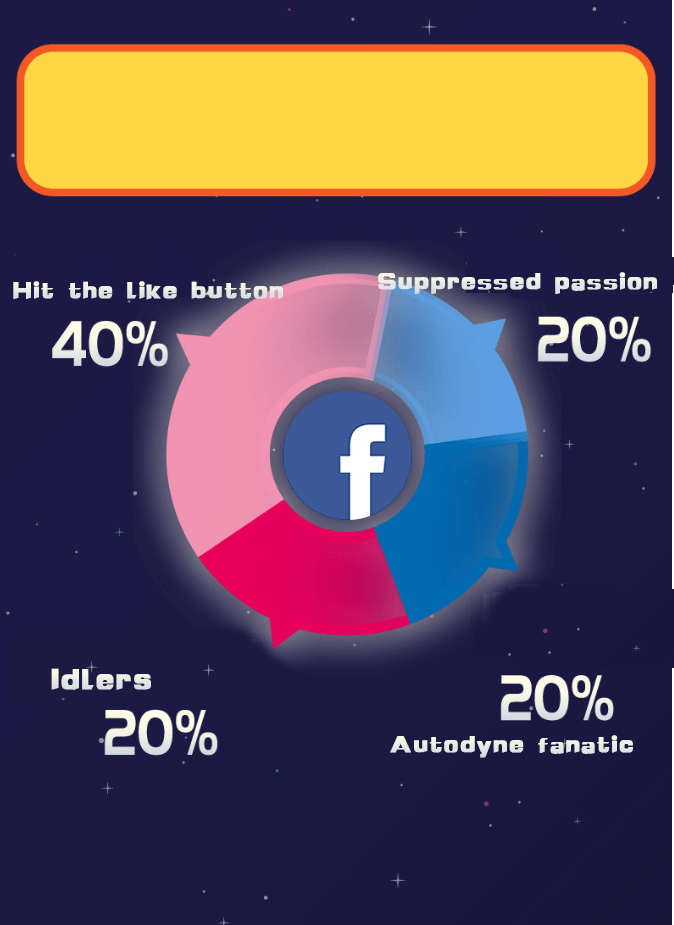 Hit the like button
40%
Suppressed passion
20%
f
Idlers
20%
20%
Autodyne fanatic